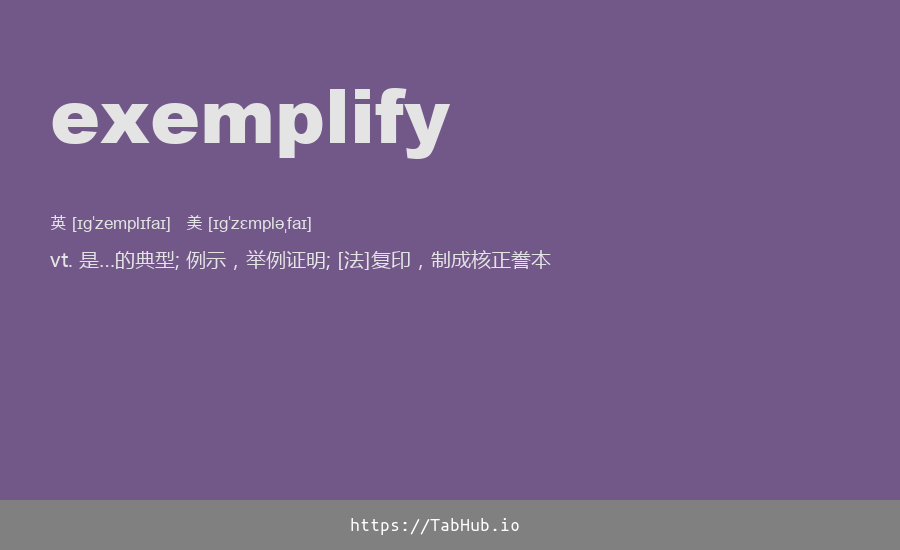 exemplify
英 [ɪɡˈzemplɪfaɪ] 美 [ɪɡˈzɛmpləˌfaɪ]
vt. 是...的典型; 例示，举例证明; [法]复印，制成核正誊本
https://TabHub.io